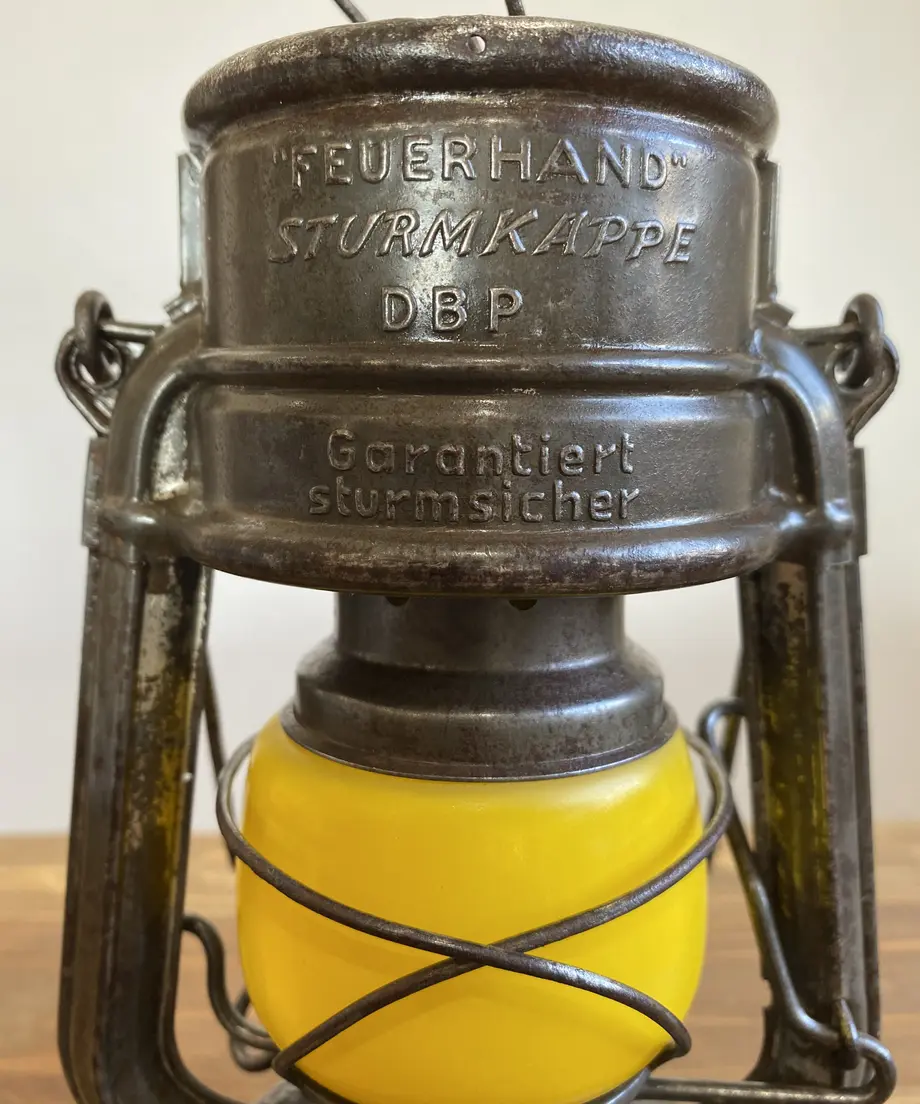 "FEUERHAND"
STURMKAPPE
DBP
Garantiert
sturmsicher